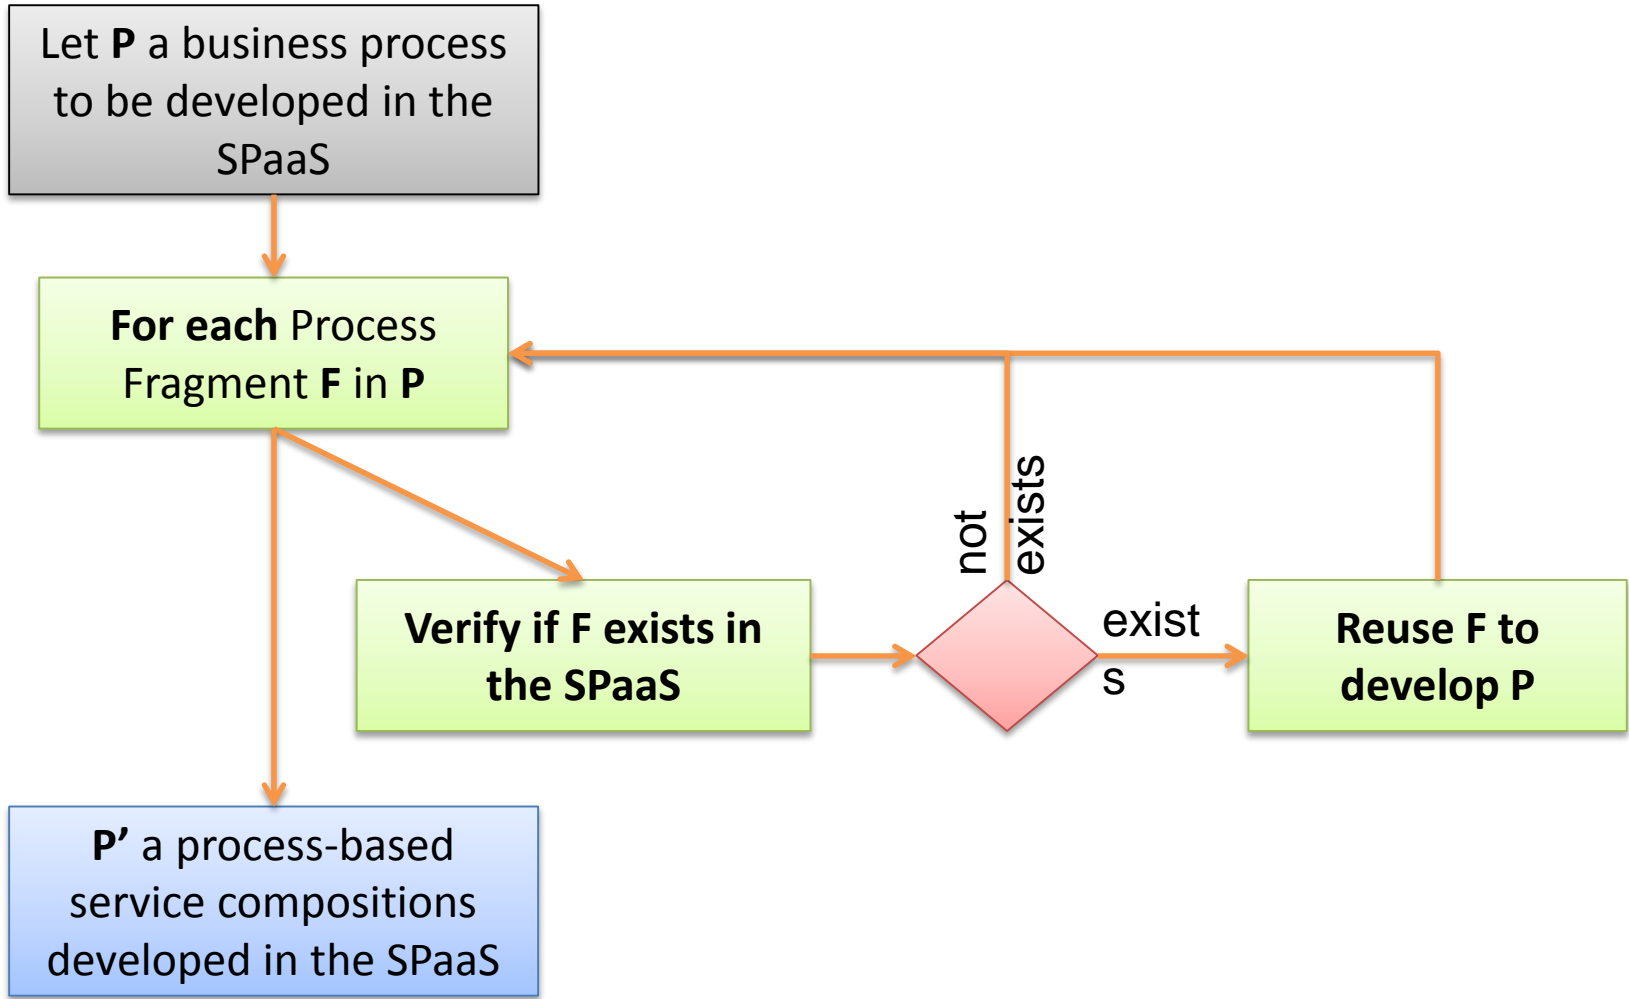 Let P a business process
to be developed in the
SPaaS
For each Process
Fragment F in P
not
exists
Verify if F exists in
the SPaaS
exist
s
Reuse F to
develop P
P’ a process-based
service compositions
developed in the SPaaS